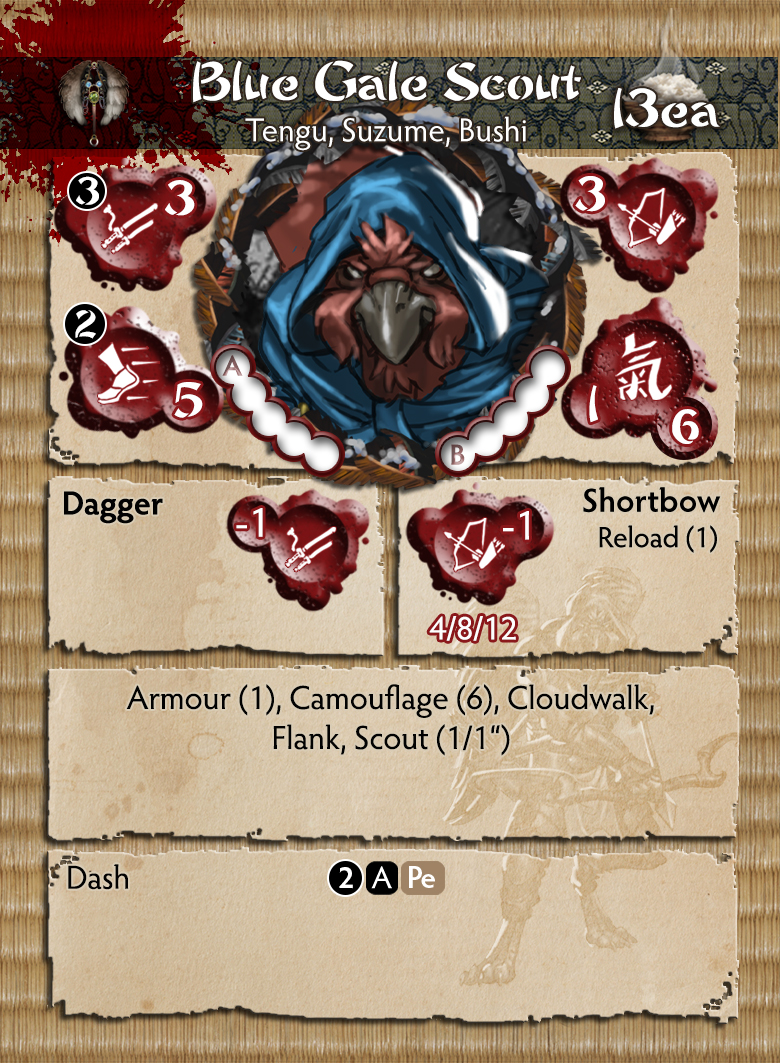 Blue Gale Scout
13ea
Tengu, Suzume, Bushi
3 3
3
2 5
氣
1 6
A
B
Dagger
-1
Shortbow
-1
Reload (1)
4/8/12
Armour (1), Camouflage (6), Cloudwalk,
Flank, Scout (1/1“)
Dash 2 A Pe